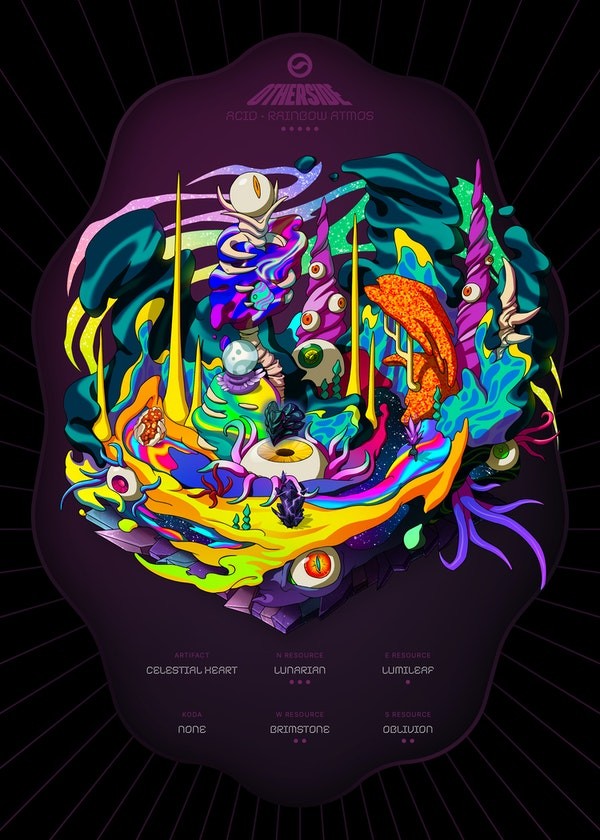 OTHERSIDE
ACID - RAINBOW ATMOS
ARTIFACT
CELESTIAL HEART
N RESOURCE
LUNARIAN
E RESOURCE
LUMILEAF
KODA
NONE
W RESOURCE
BRIMSTONE
S RESOURCE
OBLIVION